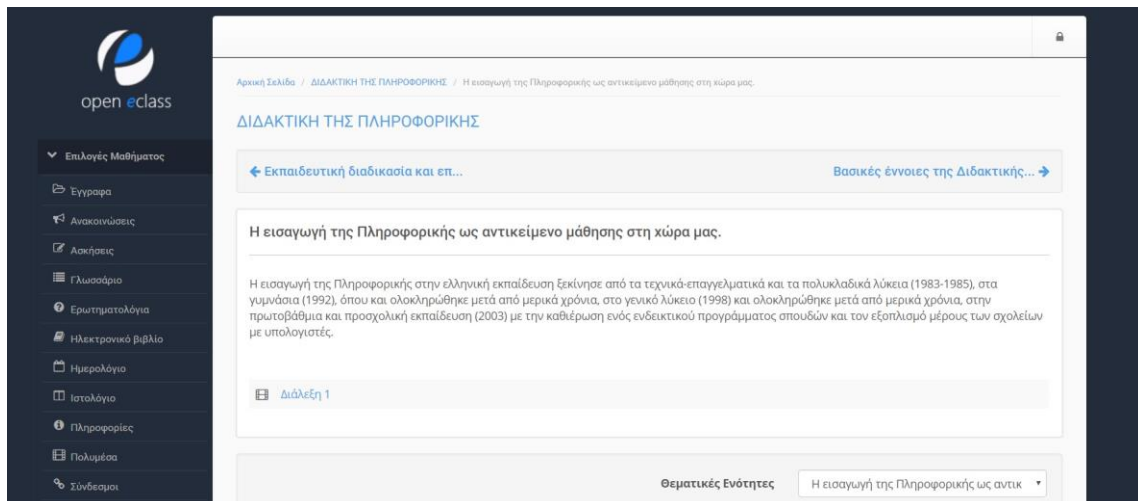 open eclass
Επιλογές Μαθήματος
Έγγραφα
Ανακοινώσεις
Ασκήσεις
Γλωσσάριο
Ερωτηματολόγια
Ηλεκτρονικό βιβλίο
Ημερολόγιο
Ιστολόγιο
Πληροφορίες
Πολυμέσα
Σύνδεσμοι
Αρχική Σελίδα / ΔΙΔΑΚΤΙΚΗ ΤΗΣ ΠΛΗΡΟΦΟΡΙΚΗΣ / Η εισαγωγή της Πληροφορικής ως αντικείμενο μάθησης στη χώρα μας.
ΔΙΔΑΚΤΙΚΗ ΤΗΣ ΠΛΗΡΟΦΟΡΙΚΗΣ
Εκπαιδευτική διαδικασία και επ...
Βασικές έννοιες της Διδακτικής...
Η εισαγωγή της Πληροφορικής ως αντικείμενο μάθησης στη χώρα μας.
Η εισαγωγή της Πληροφορικής στην ελληνική εκπαίδευση ξεκίνησε από τα τεχνικά-επαγγελματικά και τα πολυκλαδικά λύκεια (1983-1985), στα
γυμνάσια (1992), όπου και ολοκληρώθηκε μετά από μερικά χρόνια, στο γενικό λύκειο (1998) και ολοκληρώθηκε μετά από μερικά χρόνια, στην
πρωτοβάθμια και προσχολική εκπαίδευση (2003) με την καθιέρωση ενός ενδεικτικού προγράμματος σπουδών και τον εξοπλισμό μέρους των σχολείων
με υπολογιστές.
Διάλεξη 1
Θεματικές Ενότητες
Η εισαγωγή της Πληροφορικής ως αντικ